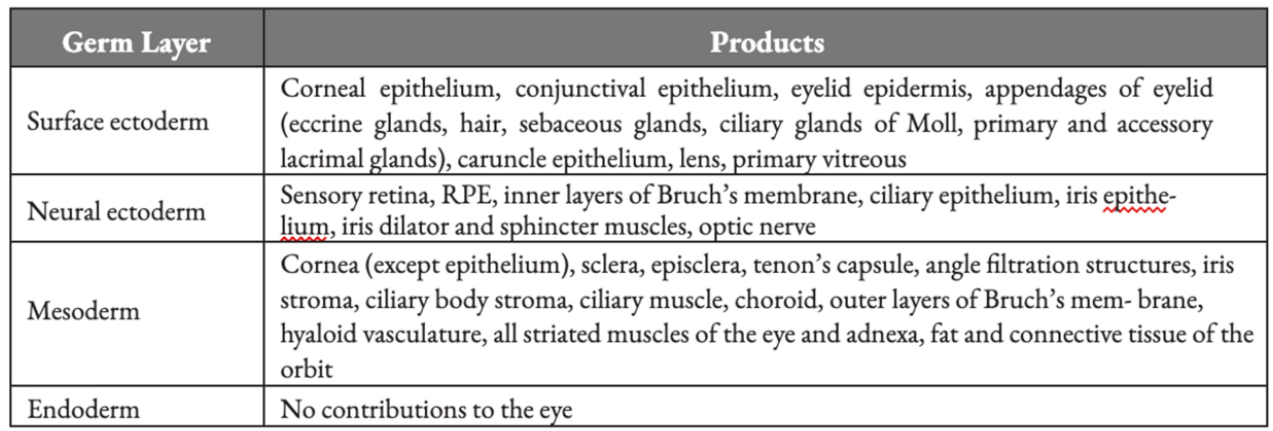 Germ Layer Products
Surface ectoderm
Corneal epithelium, conjunctival epithelium, eyelid epidermis, appendages of eyelid
(eccrine glands, hair, sebaceous glands, ciliary glands of Moll, primary and accessory
lacrimal glands), caruncle epithelium, lens, primary vitreous
Neural ectoderm
Sensory retina, RPE, inner layers of Bruch’s membrane, ciliary epithelium, iris epithe-
lium, iris dilator and sphincter muscles, optic nerve
Mesoderm
Cornea (except epithelium), sclera, episclera, tenon’s capsule, angle filtration structures, iris
stroma, ciliary body stroma, ciliary muscle, choroid, outer layers of Bruch’s mem- brane,
hyaloid vasculature, all striated muscles of the eye and adnexa, fat and connective tissue of the
orbit
Endoderm No contributions to the eye